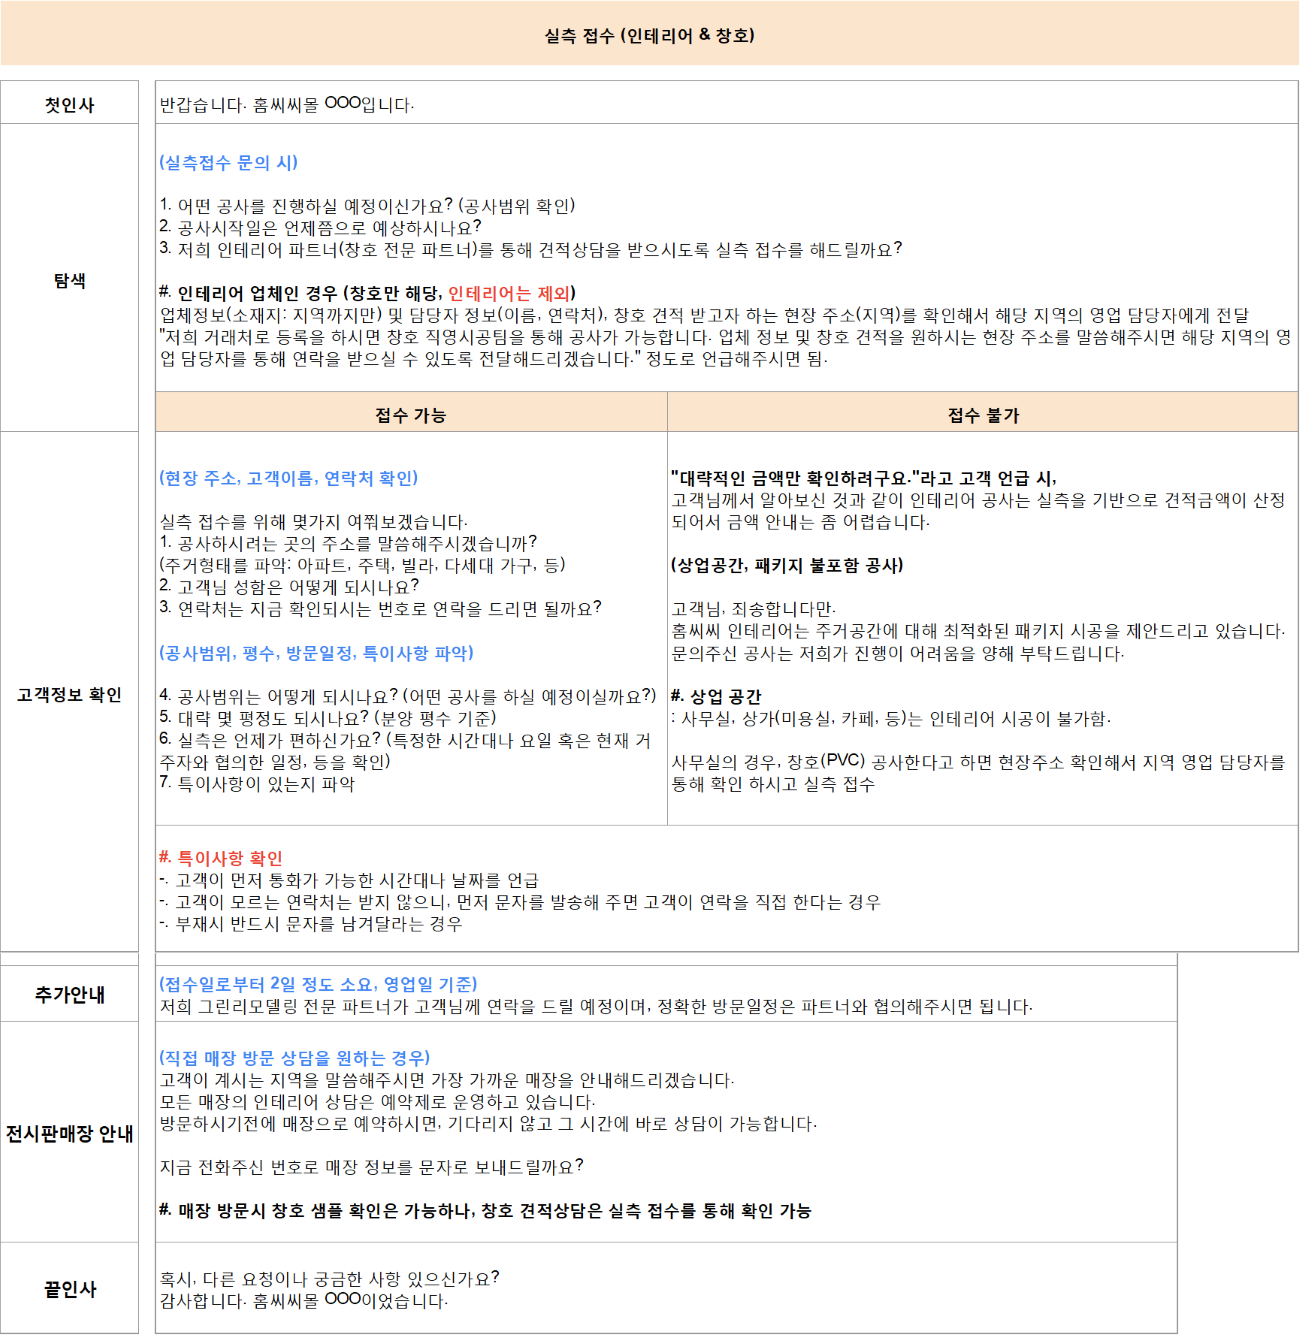 실측 접수 (인테리어 & 창호)
첫인사
반갑습니다. 홈씨씨몰 OOO입니다.
탐색
(실측접수 문의 시)
1. 어떤 공사를 진행하실 예정이신가요? (공사범위 확인)
2. 공사시작일은 언제쯤으로 예상하시나요?
3. 저희 인테리어 파트너(창호 전문 파트너)를 통해 견적상담을 받으시도록 실측 접수를 해드릴까요?
#. 인테리어 업체인 경우 (창호만 해당, 인테리어는 제외)
업체정보(소재지: 지역까지만) 및 담당자 정보(이름, 연락처), 창호 견적 받고자 하는 현장 주소(지역)를 확인해서 해당 지역의 영업 담당자에게 전달
"저희 거래처로 등록을 하시면 창호 직영시공팀을 통해 공사가 가능합니다. 업체 정보 및 창호 견적을 원하시는 현장 주소를 말씀해주시면 해당 지역의 영
업 담당자를 통해 연락을 받으실 수 있도록 전달해드리겠습니다." 정도로 언급해주시면 됨.
접수 가능
접수 불가
고객정보 확인
(현장 주소, 고객이름, 연락처 확인)
실측 접수를 위해 몇가지 여쭤보겠습니다.
1. 공사하시려는 곳의 주소를 말씀해주시겠습니까?
(주거형태를 파악: 아파트, 주택, 빌라, 다세대 가구, 등)
2. 고객님 성함은 어떻게 되시나요?
3. 연락처는 지금 확인되시는 번호로 연락을 드리면 될까요?
(공사범위, 평수, 방문일정, 특이사항 파악)
4. 공사범위는 어떻게 되시나요? (어떤 공사를 하실 예정이실까요?)
5. 대략 몇 평정도 되시나요? (분양 평수 기준)
6. 실측은 언제가 편하신가요? (특정한 시간대나 요일 혹은 현재 거
주자와 협의한 일정, 등을 확인)
7. 특이사항이 있는지 파악
"대략적인 금액만 확인하려구요."라고 고객 언급 시,
고객님께서 알아보신 것과 같이 인테리어 공사는 실측을 기반으로 견적금액이 산정
되어서 금액 안내는 좀 어렵습니다.
(상업공간, 패키지 불포함 공사)
고객님, 죄송합니다만.
홈씨씨 인테리어는 주거공간에 대해 최적화된 패키지 시공을 제안드리고 있습니다.
문의주신 공사는 저희가 진행이 어려움을 양해 부탁드립니다.
#. 상업 공간
: 사무실, 상가(미용실, 카페, 등)는 인테리어 시공이 불가함.
사무실의 경우, 창호(PVC) 공사한다고 하면 현장주소 확인해서 지역 영업 담당자를
통해 확인 하시고 실측 접수
#. 특이사항 확인
-. 고객이 먼저 통화가 가능한 시간대나 날짜를 언급
-. 고객이 모르는 연락처는 받지 않으니, 먼저 문자를 발송해 주면 고객이 연락을 직접 한다는 경우
-. 부재시 반드시 문자를 남겨달라는 경우
추가안내
(접수일로부터 2일 정도 소요, 영업일 기준)
저희 그린리모델링 전문 파트너가 고객님께 연락을 드릴 예정이며, 정확한 방문일정은 파트너와 협의해주시면 됩니다.
전시판매장 안내
(직접 매장 방문 상담을 원하는 경우)
고객이 계시는 지역을 말씀해주시면 가장 가까운 매장을 안내해드리겠습니다.
모든 매장의 인테리어 상담은 예약제로 운영하고 있습니다.
방문하시기전에 매장으로 예약하시면, 기다리지 않고 그 시간에 바로 상담이 가능합니다.
지금 전화주신 번호로 매장 정보를 문자로 보내드릴까요?
#. 매장 방문시 창호 샘플 확인은 가능하나, 창호 견적상담은 실측 접수를 통해 확인 가능
끝인사
혹시, 다른 요청이나 궁금한 사항 있으신가요?
감사합니다. 홈씨씨몰 OOO이었습니다.